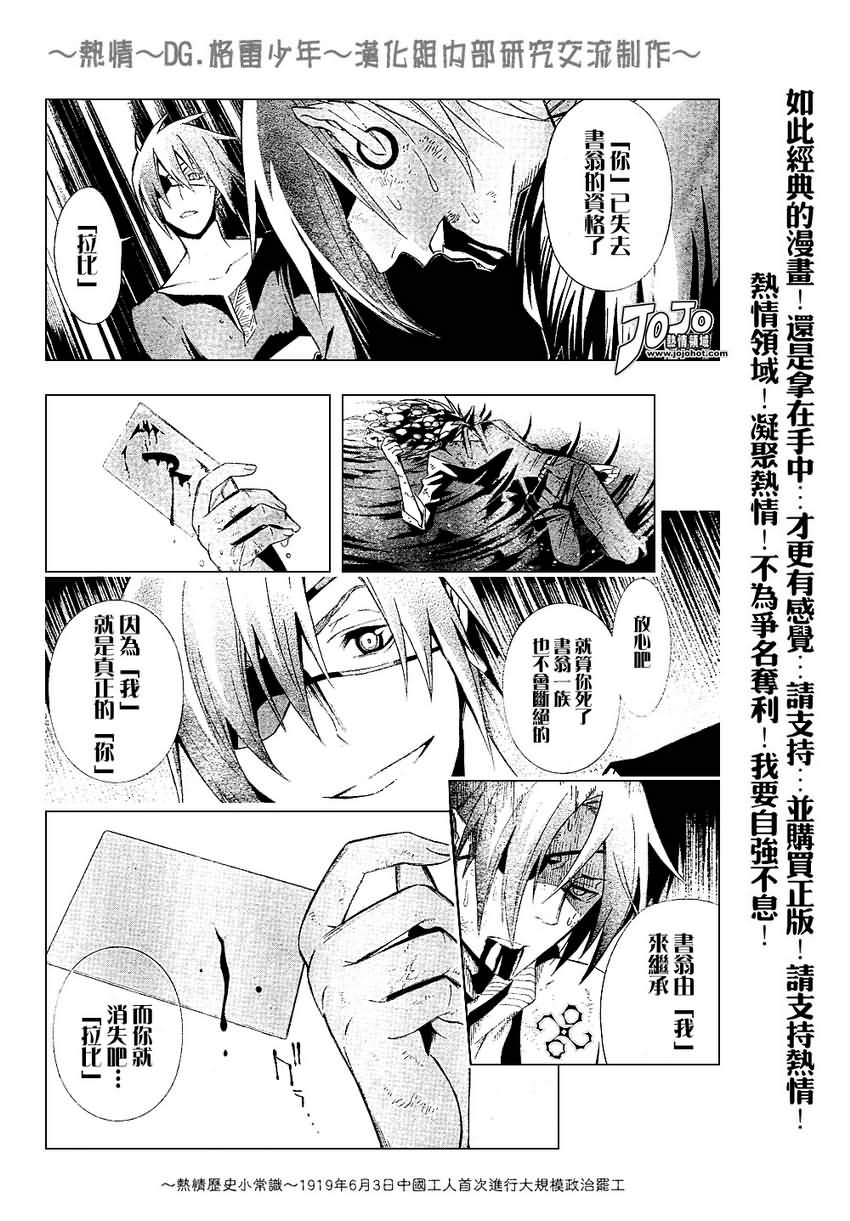 ～熱情～DG.格雷少年～漢化組內部研究交流制作～
如此經典的漫畫！還是拿在手中…才更有感覺…請支持…並購買正版！請支持熱情！
熱情領域！凝聚熱情！不為爭名奪利！我要自強不息！
「你」已失去
書翁的資格了
「拉比」
JOJO
熱情領域
www.jojohot.com
放心吧
就算你死了
書翁一族
也不會斷絕的
因為「我」
就是真正的「你」
書翁由「我」
來繼承
而你就
消失吧…
「拉比」
～熱情歷史小常識～1919年6月3日中國工人首次進行大規模政治罷工